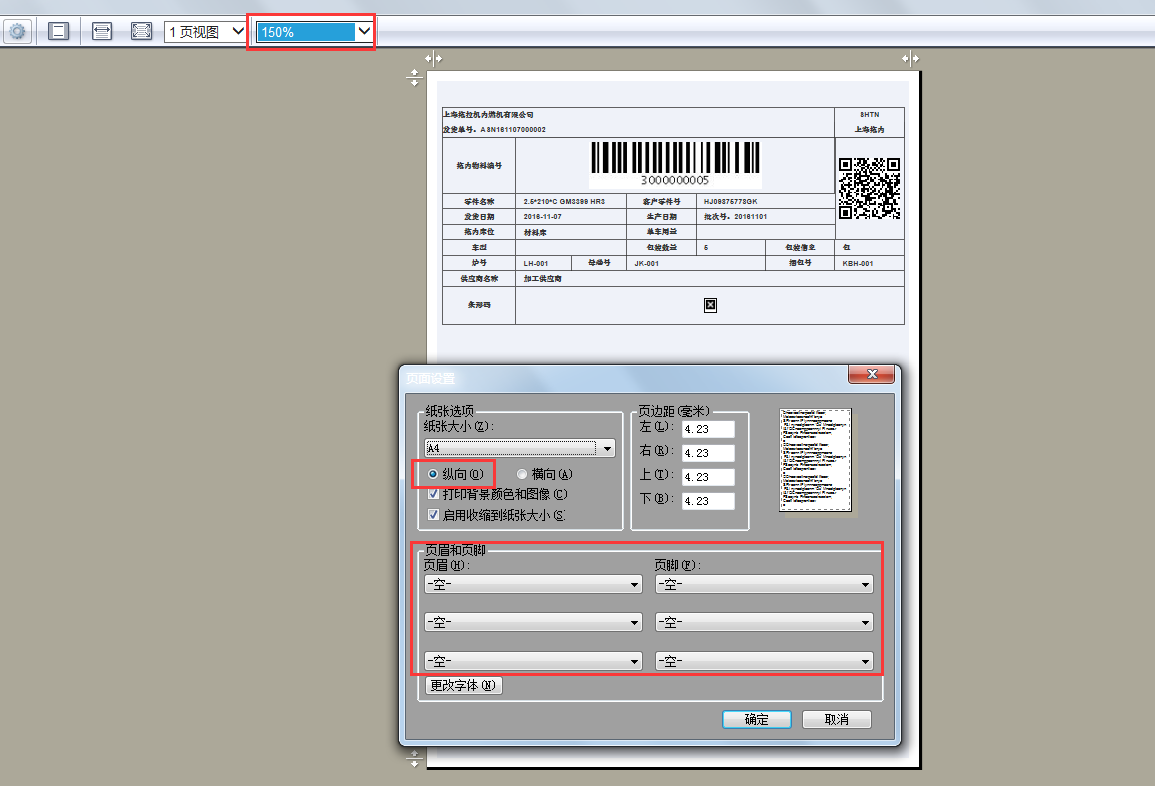 1 页视图
150%
上海拖拉机内燃机有限公司
SHTN
发货单号: ASN161107000002
上海拖内
拖内物料编号
3000000005
零件名称 2.5*210*C GM3399 HR3 客户零件号 HJ09875773GK
发货日期 2016-11-07 生产日期 批次号: 20161101
拖内库位 材料库 单车用量
车型 包装数量 5 包装信息 包
炉号 LH-001 母卷号 JK-001 捆包号 KBH-001
供应商名称 加工供应商
条形码
页面设置
纸张选项
纸张大小(Z):
A4
纵向(O) 横向(A)
打印背景颜色和图像(C)
启用收缩到纸张大小(S)
页边距(毫米)
左(L): 4.23
右(R): 4.23
上(T): 4.23
下(B): 4.23
页眉和页脚
页眉(H): 页脚(F):
-空- -空-
-空- -空-
-空- -空-
更改字体(N)
确定 取消